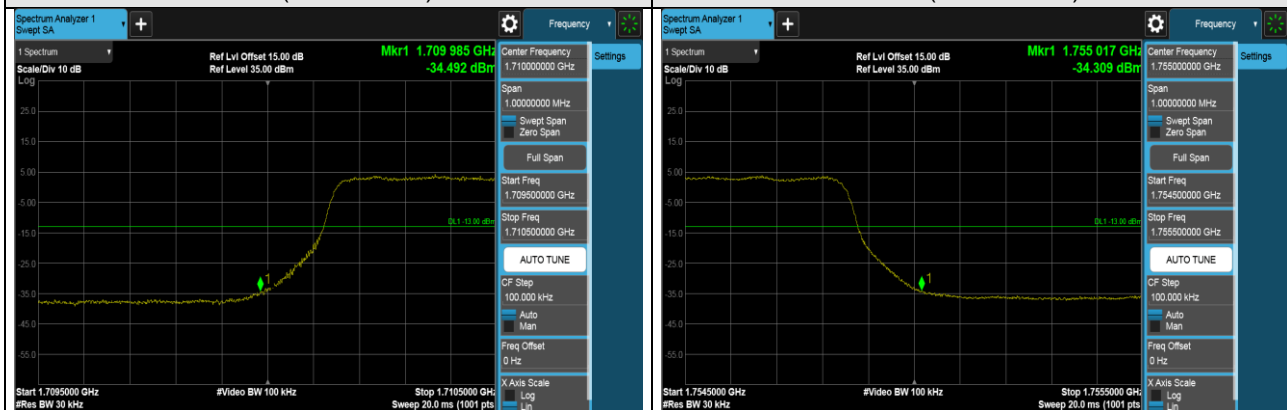 Spectrum Analyzer 1
Swept SA
+
Frequency
1 Spectrum
Scale/Div 10 dB
Log
Ref Lvl Offset 15.00 dB
Ref Level 35.00 dBm
Mkr1 1.709 985 GHz
-34.492 dBm
25.0
15.0
5.00
-5.00
-15.0
-25.0
-35.0
-45.0
-55.0
DL1 -13.00 dBm
1
Start 1.7095000 GHz
#Res BW 30 kHz
#Video BW 100 kHz
Stop 1.7105000 GHz
Sweep 20.0 ms (1001 pts
Center Frequency
1.710000000 GHz
Settings
Span
1.00000000 MHz
Swept Span
Zero Span
Full Span
Start Freq
1.709500000 GHz
Stop Freq
1.710500000 GHz
AUTO TUNE
CF Step
100.000 kHz
Auto
Man
Freq Offset
0 Hz
X Axis Scale
Log
Lin
Spectrum Analyzer 1
Swept SA
+
Frequency
1 Spectrum
Scale/Div 10 dB
Log
Ref Lvl Offset 15.00 dB
Ref Level 35.00 dBm
Mkr1 1.755 017 GHz
-34.309 dBm
25.0
15.0
5.00
-5.00
-15.0
-25.0
-35.0
-45.0
-55.0
DL1 -13.00 dBm
1
Start 1.7545000 GHz
#Res BW 30 kHz
#Video BW 100 kHz
Stop 1.7555000 GHz
Sweep 20.0 ms (1001 pts
Center Frequency
1.755000000 GHz
Settings
Span
1.00000000 MHz
Swept Span
Zero Span
Full Span
Start Freq
1.754500000 GHz
Stop Freq
1.755500000 GHz
AUTO TUNE
CF Step
100.000 kHz
Auto
Man
Freq Offset
0 Hz
X Axis Scale
Log
Lin